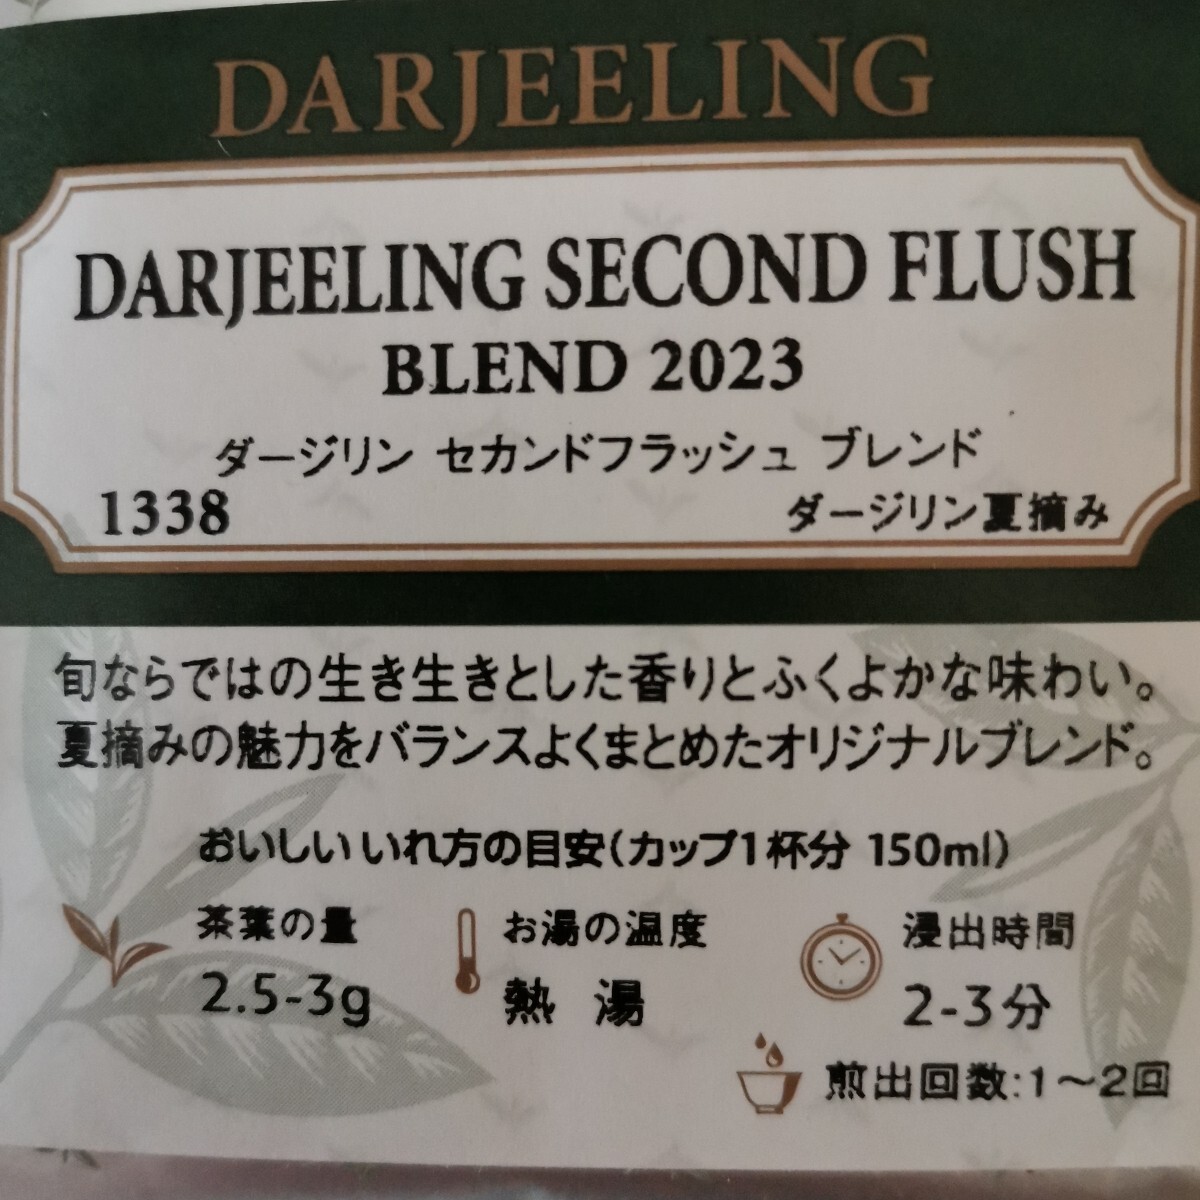 DARJEELING
DARJEELING SECOND FLUSH
BLEND 2023
ダージリン セカンドフラッシュ ブレンド
1338 ダージリン夏摘み
旬ならではの生き生きとした香りとふくよかな味わい。
夏摘みの魅力をバランスよくまとめたオリジナルブレンド。
おいしいいれ方の目安(カップ1杯分 150ml)
茶葉の量 お湯の温度 浸出時間
2.5-3g 熱 湯 2-3分
煎出回数:1～2回